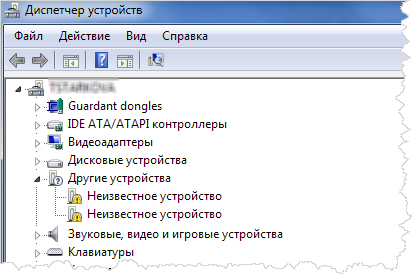 Диспетчер устройств
Файл Действие Вид Справка
Guardant dongles
IDE ATA/ATAPI контроллеры
Видеоадаптеры
Дисковые устройства
Другие устройства
Неизвестное устройство
Неизвестное устройство
Звуковые, видео и игровые устройства
Клавиатуры